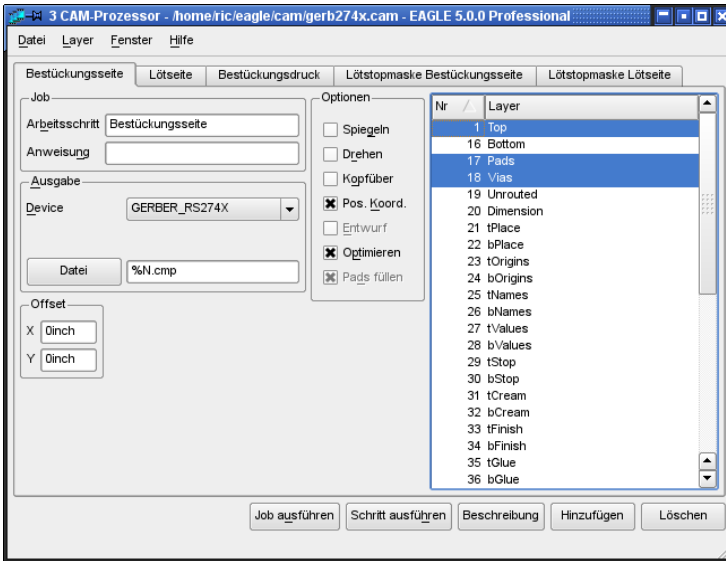 3 CAM-Prozessor - /home/ric/eagle/cam/gerb274x.cam - EAGLE 5.0.0 Professional
Datei Layer Fenster Hilfe
Bestückungsseite Lötseite Bestückungsdruck Lötstopmaske Bestückungsseite Lötstopmaske Lötseite
Job
Arbeitsschritt Bestückungsseite
Anweisung
Ausgabe
Device GERBER_RS274X
Datei %N.cmp
Offset
X 0inch
Y 0inch
Optionen
Spiegeln
Drehen
Kopfüber
Pos. Koord.
Entwurf
Optimieren
Pads füllen
Nr Layer
1 Top
16 Bottom
17 Pads
18 Vias
19 Unrouted
20 Dimension
21 tPlace
22 bPlace
23 tOrigins
24 bOrigins
25 tNames
26 bNames
27 tValues
28 bValues
29 tStop
30 bStop
31 tCream
32 bCream
33 tFinish
34 bFinish
35 tGlue
36 bGlue
Job ausführen Schritt ausführen Beschreibung Hinzufügen Löschen